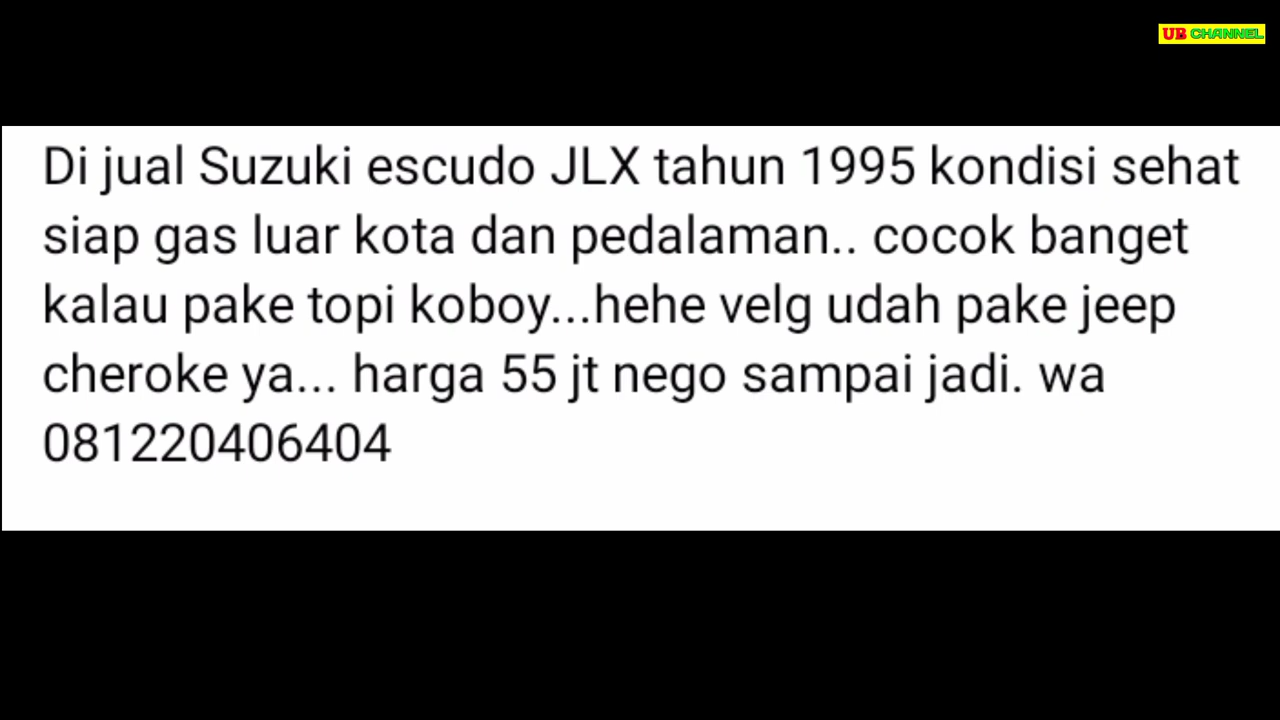 UB CHANNEL
Di jual Suzuki escudo JLX tahun 1995 kondisi sehat
siap gas luar kota dan pedalaman.. cocok banget
kalau pake topi koboy...hehe velg udah pake jeep
cheroke ya... harga 55 jt nego sampai jadi. wa
081220406404